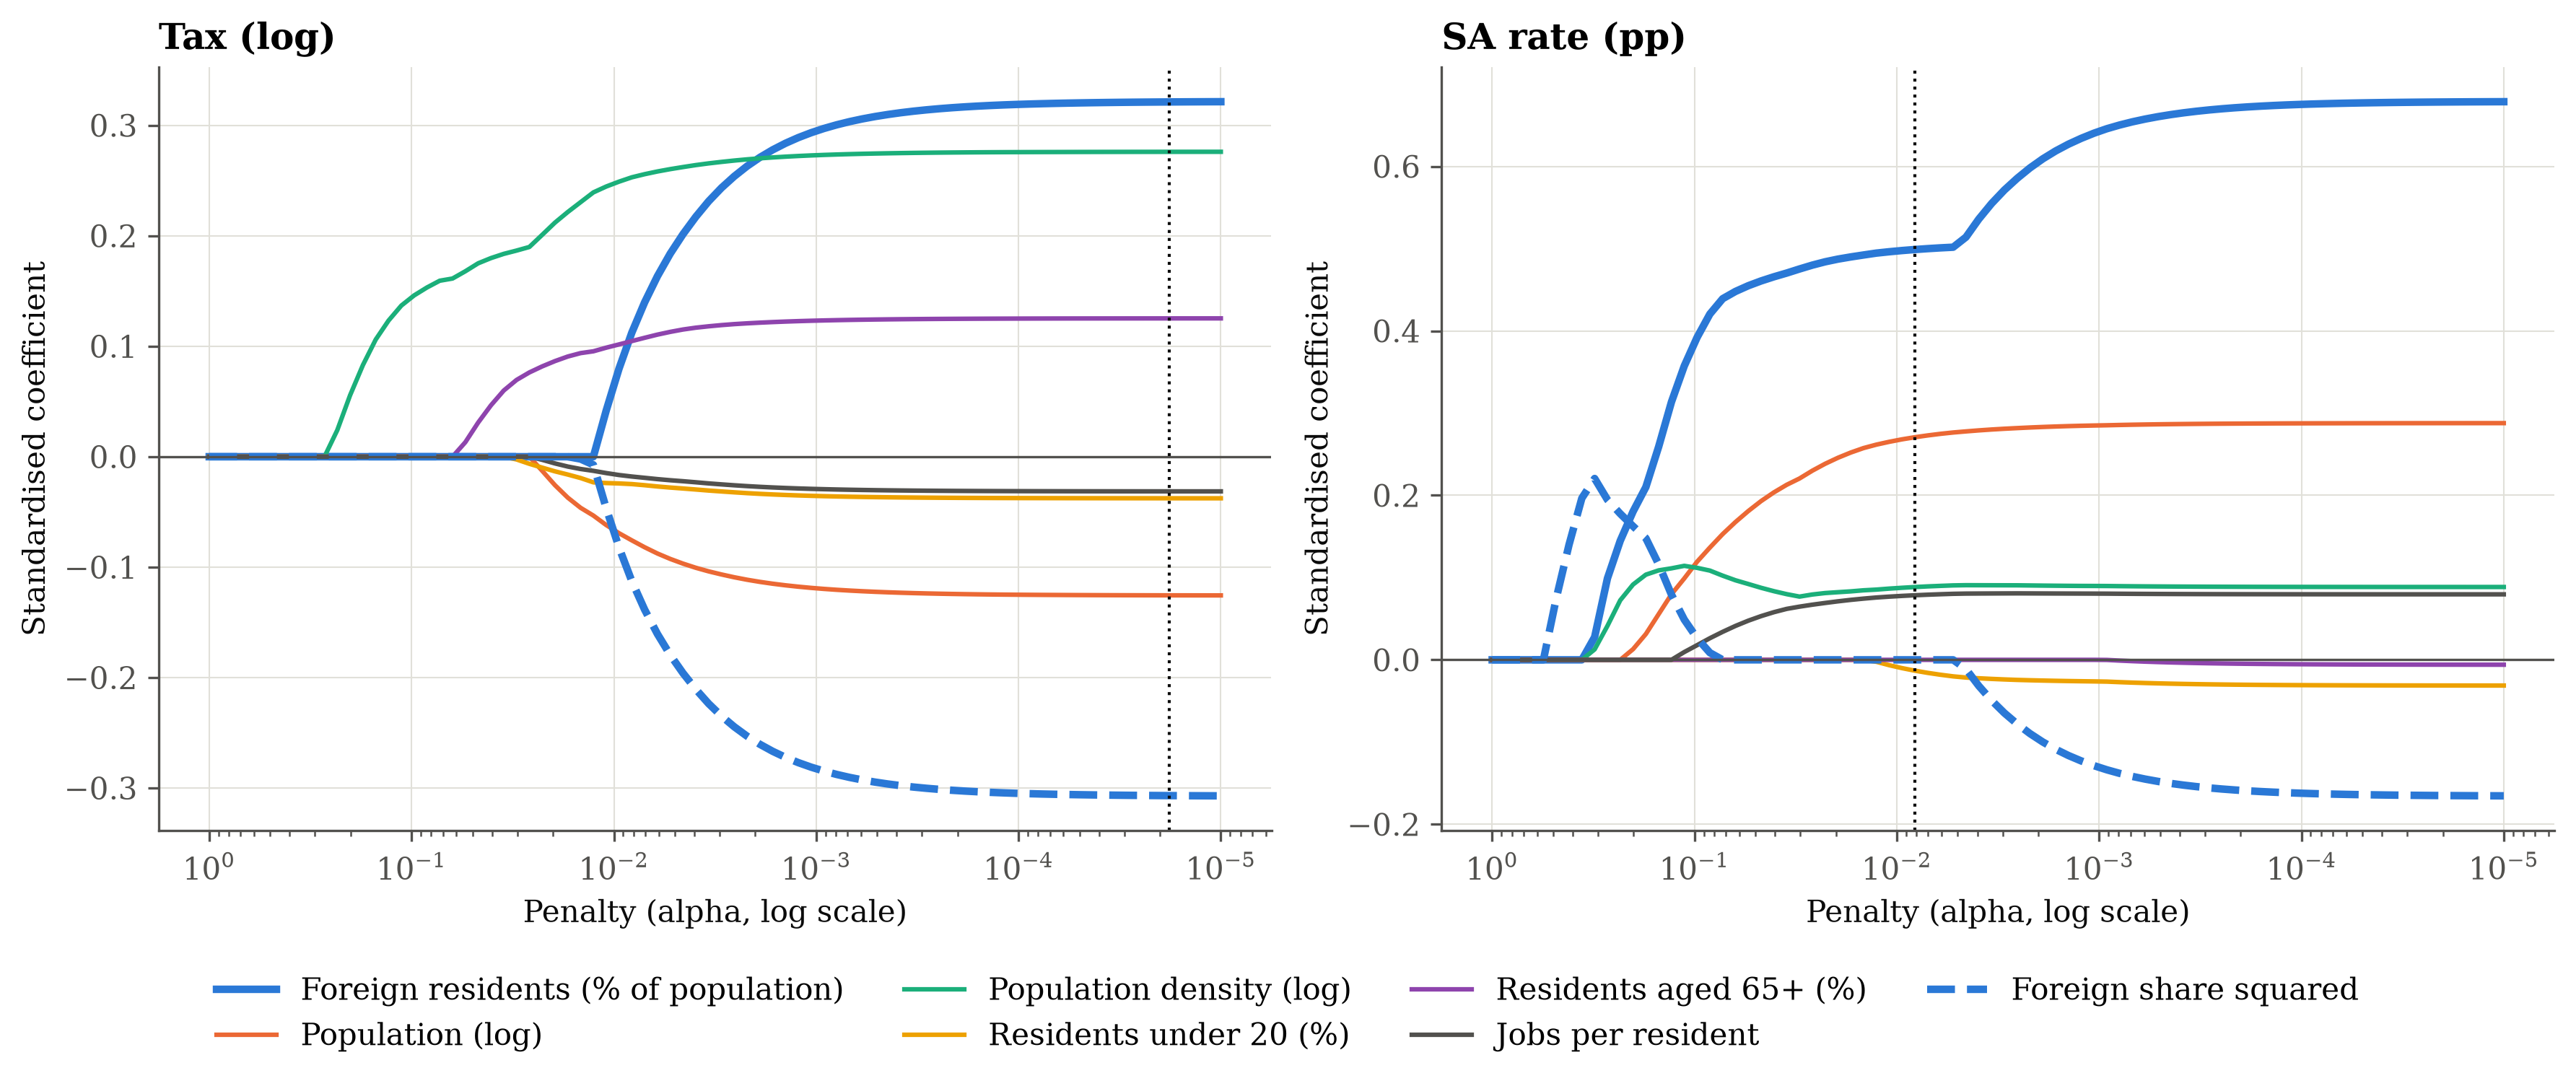 Tax (log)
Standardised coefficient
0.3
0.2
0.1
0.0
−0.1
−0.2
−0.3
10⁰ 10⁻¹ 10⁻² 10⁻³ 10⁻⁴ 10⁻⁵
Penalty (alpha, log scale)
SA rate (pp)
Standardised coefficient
0.6
0.4
0.2
0.0
−0.2
10⁰ 10⁻¹ 10⁻² 10⁻³ 10⁻⁴ 10⁻⁵
Penalty (alpha, log scale)
Foreign residents (% of population) Population density (log) Residents aged 65+ (%) Foreign share squared
Population (log) Residents under 20 (%) Jobs per resident